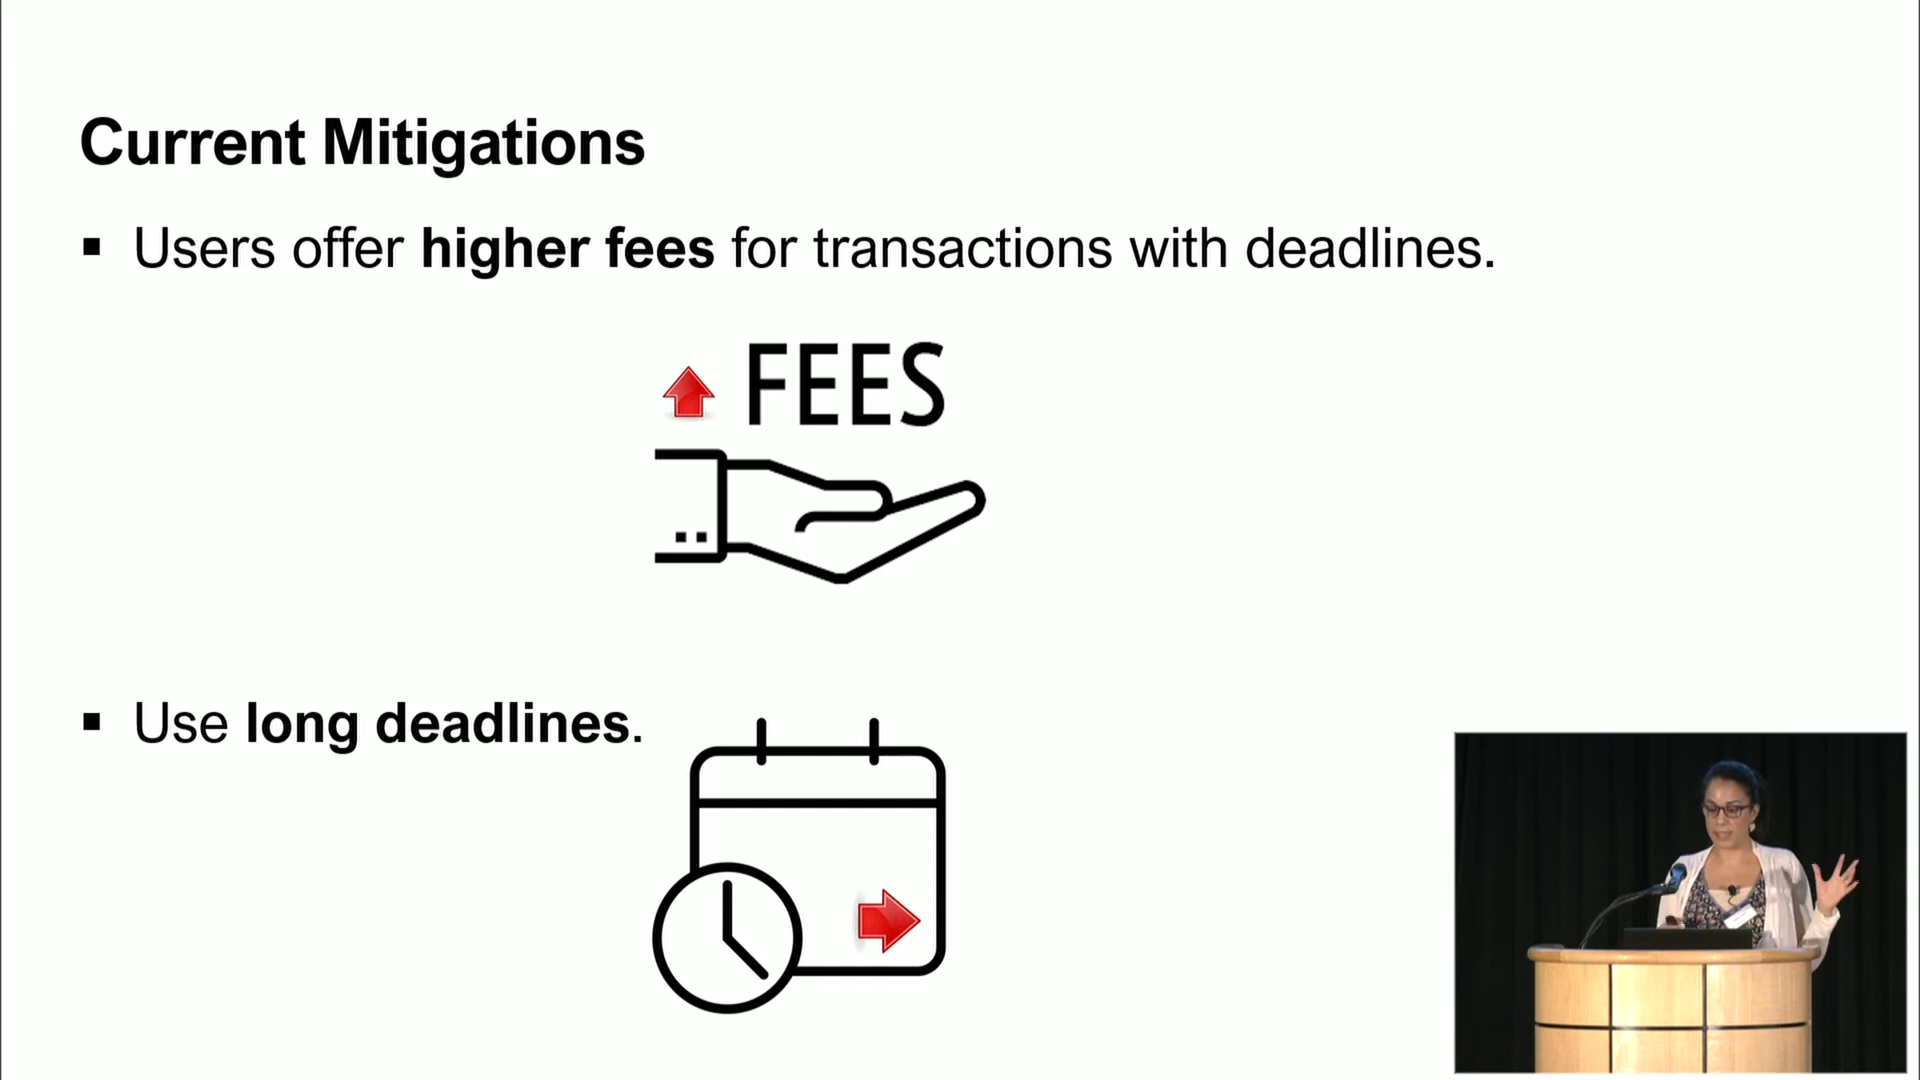 Current Mitigations
▪ Users offer higher fees for transactions with deadlines.
FEES
▪ Use long deadlines.